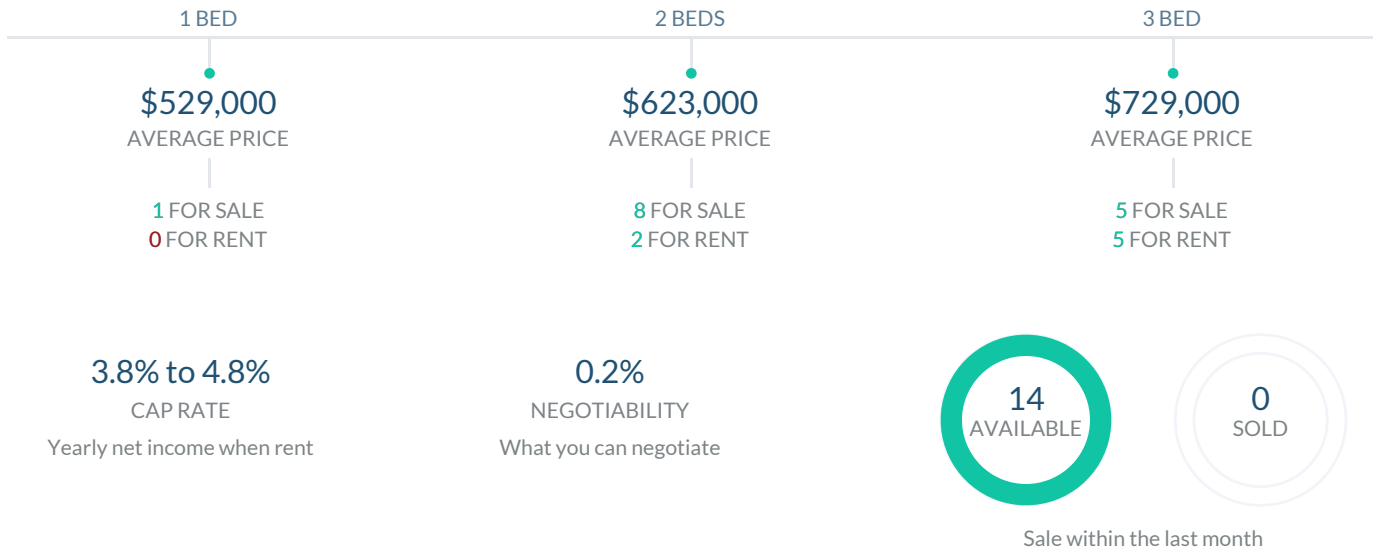 1 BED
$529,000
AVERAGE PRICE
1 FOR SALE
0 FOR RENT
2 BEDS
$623,000
AVERAGE PRICE
8 FOR SALE
2 FOR RENT
3 BED
$729,000
AVERAGE PRICE
5 FOR SALE
5 FOR RENT
3.8% to 4.8%
CAP RATE
Yearly net income when rent
0.2%
NEGOTIABILITY
What you can negotiate
14
AVAILABLE
0
SOLD
Sale within the last month